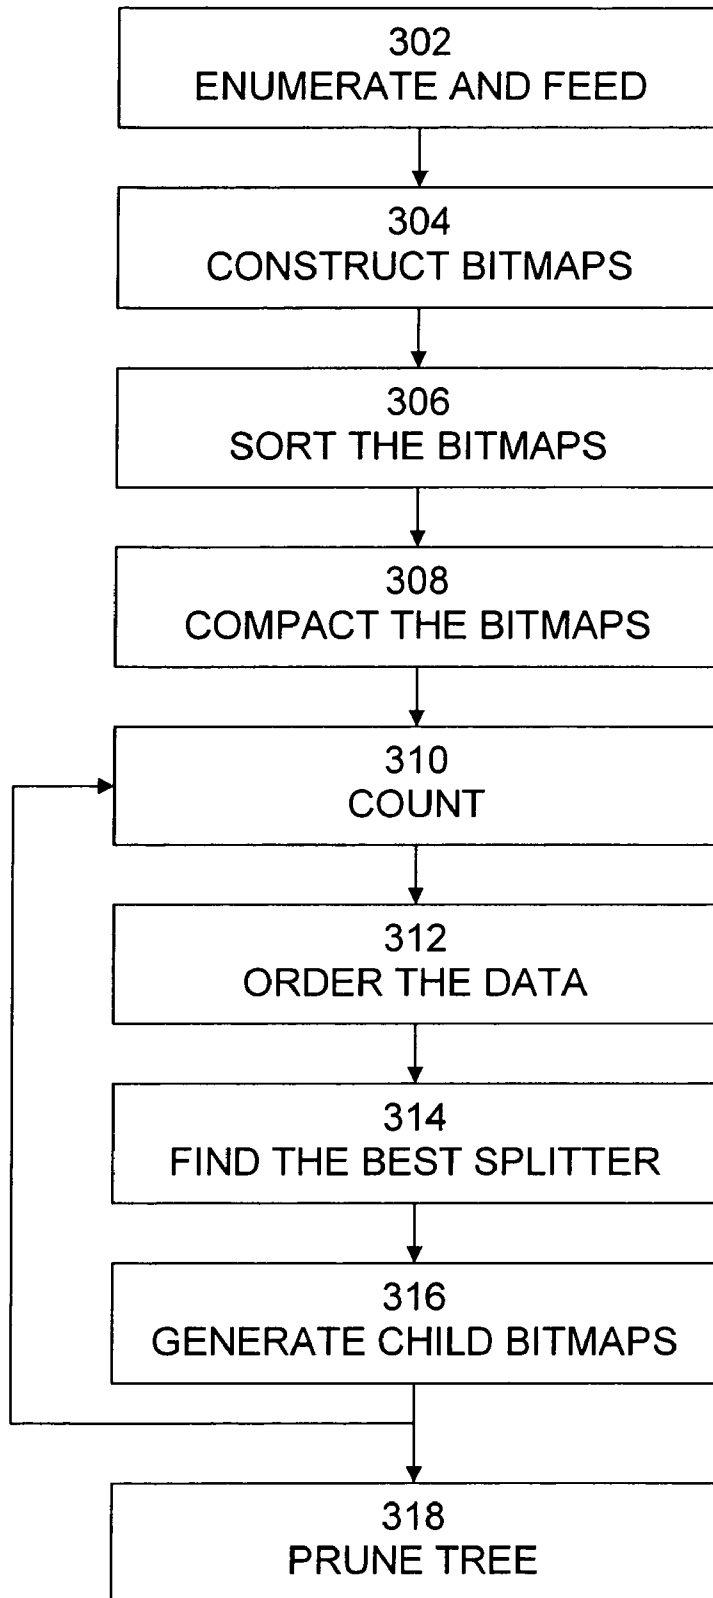 302
ENUMERATE AND FEED
304
CONSTRUCT BITMAPS
306
SORT THE BITMAPS
308
COMPACT THE BITMAPS
310
COUNT
312
ORDER THE DATA
314
FIND THE BEST SPLITTER
316
GENERATE CHILD BITMAPS
318
PRUNE TREE